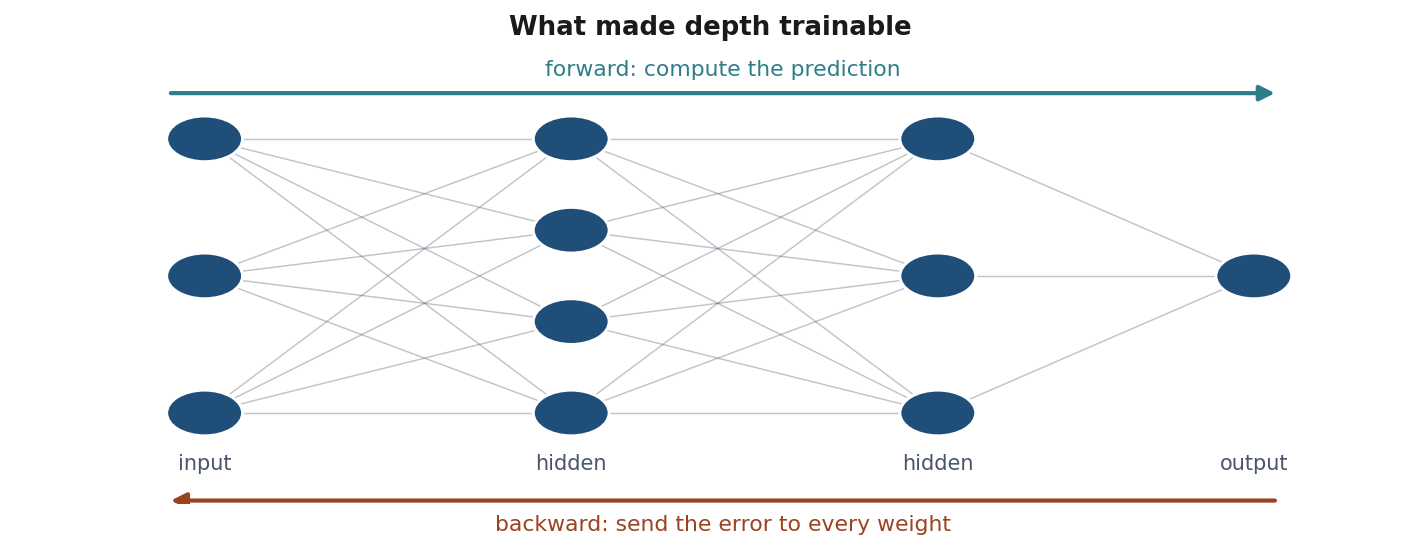 What made depth trainable
forward: compute the prediction
input
hidden
hidden
output
backward: send the error to every weight